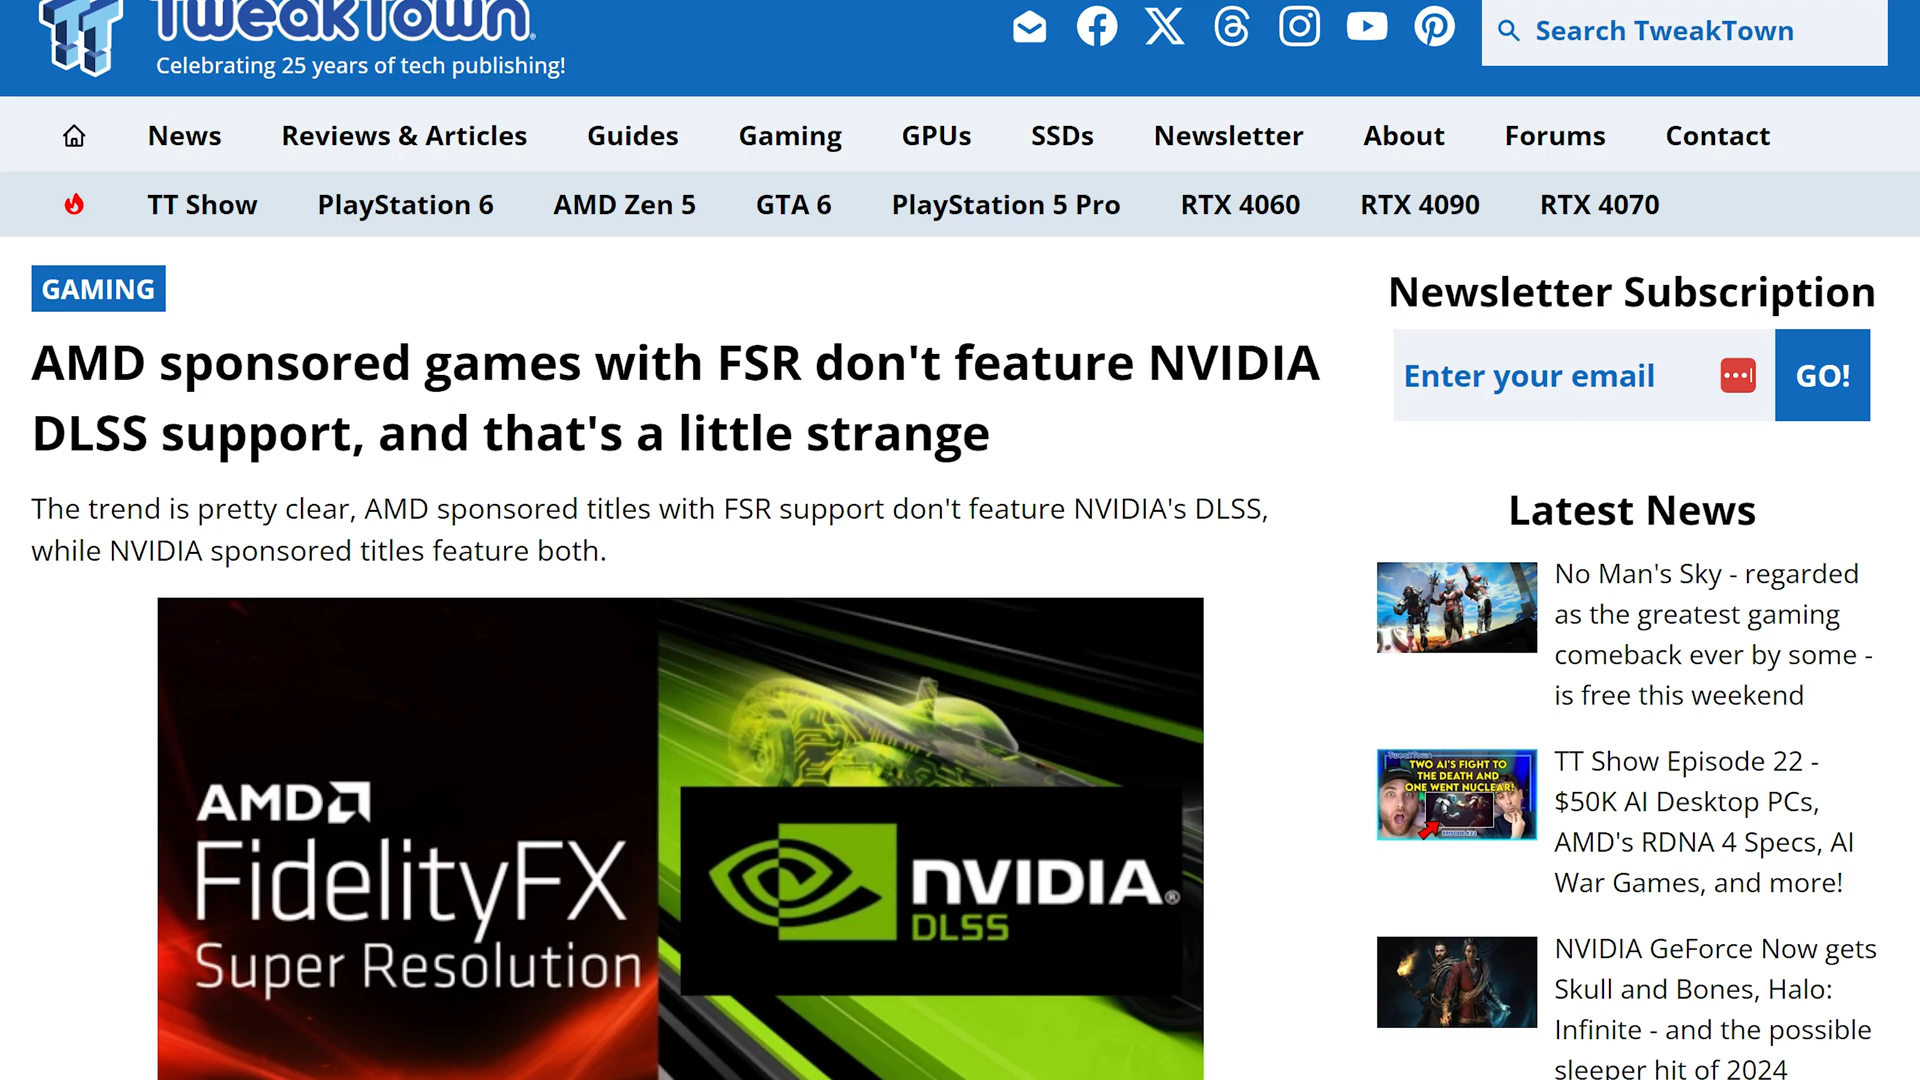 TweakTown
Celebrating 25 years of tech publishing!
Search TweakTown
News Reviews & Articles Guides Gaming GPUs SSDs Newsletter About Forums Contact
TT Show PlayStation 6 AMD Zen 5 GTA 6 PlayStation 5 Pro RTX 4060 RTX 4090 RTX 4070
GAMING
AMD sponsored games with FSR don't feature NVIDIA
DLSS support, and that's a little strange
The trend is pretty clear, AMD sponsored titles with FSR support don't feature NVIDIA's DLSS,
while NVIDIA sponsored titles feature both.
AMD
FidelityFX
Super Resolution
NVIDIA®
DLSS
Newsletter Subscription
Enter your email
GO!
Latest News
No Man's Sky - regarded
as the greatest gaming
comeback ever by some -
is free this weekend
TweakTown
TWO AI'S FIGHT TO
THE DEATH AND
ONE WENT NUCLEAR!
EPISODE #22
TT Show Episode 22 -
$50K AI Desktop PCs,
AMD's RDNA 4 Specs, AI
War Games, and more!
NVIDIA GeForce Now gets
Skull and Bones, Halo:
Infinite - and the possible
sleeper hit of 2024